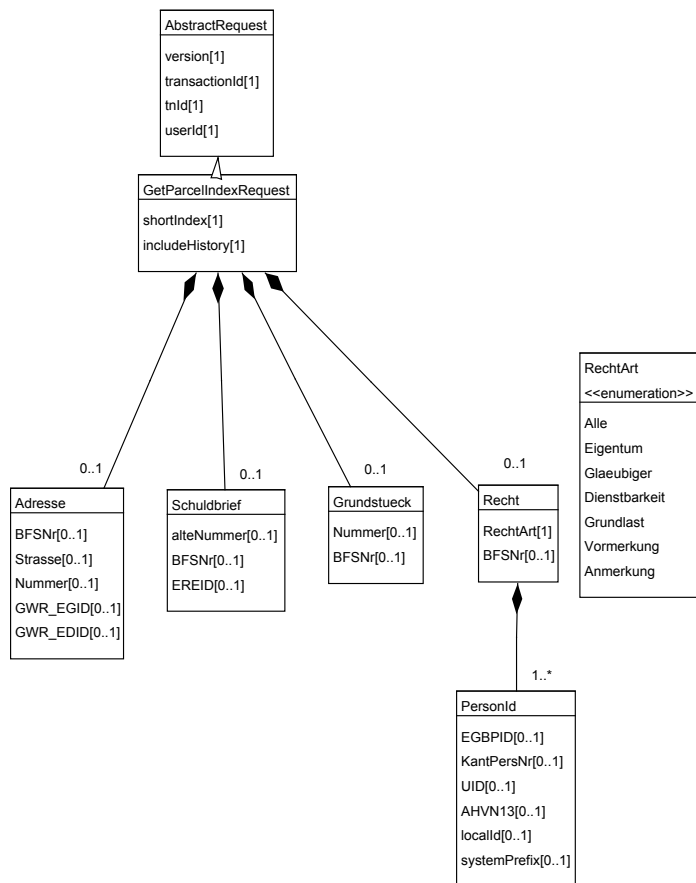 AbstractRequest
version[1]
transactionId[1]
tnId[1]
userId[1]
GetParcelIndexRequest
shortIndex[1]
includeHistory[1]
0..1
0..1
0..1
0..1
Adresse
BFSNr[0..1]
Strasse[0..1]
Nummer[0..1]
GWR_EGID[0..1]
GWR_EDID[0..1]
Schuldbrief
alteNummer[0..1]
BFSNr[0..1]
EREID[0..1]
Grundstueck
Nummer[0..1]
BFSNr[0..1]
Recht
RechtArt[1]
BFSNr[0..1]
RechtArt
<<enumeration>>
Alle
Eigentum
Glaeubiger
Dienstbarkeit
Grundlast
Vormerkung
Anmerkung
1..*
PersonId
EGBPID[0..1]
KantPersNr[0..1]
UID[0..1]
AHVN13[0..1]
localId[0..1]
systemPrefix[0..1]